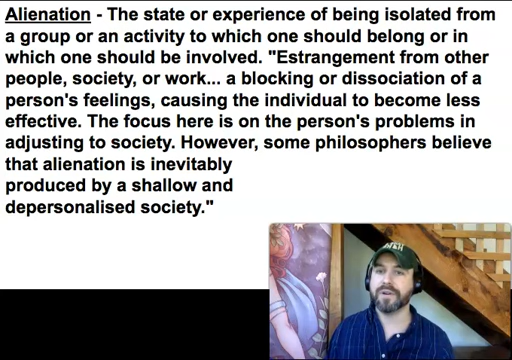 Alienation - The state or experience of being isolated from
a group or an activity to which one should belong or in
which one should be involved. "Estrangement from other
people, society, or work... a blocking or dissociation of a
person's feelings, causing the individual to become less
effective. The focus here is on the person's problems in
adjusting to society. However, some philosophers believe
that alienation is inevitably
produced by a shallow and
depersonalised society."